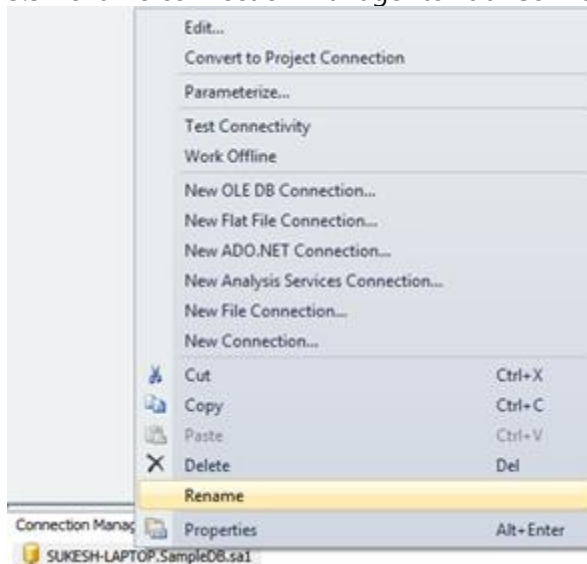 Edit...
Convert to Project Connection
Parameterize...
Test Connectivity
Work Offline
New OLE DB Connection...
New Flat File Connection...
New ADO.NET Connection...
New Analysis Services Connection...
New File Connection...
New Connection...
Cut Ctrl+X
Copy Ctrl+C
Paste Ctrl+V
Delete Del
Rename
Connection Manag Properties Alt+Enter
SUKESH-LAPTOP.SampleDB.sa1